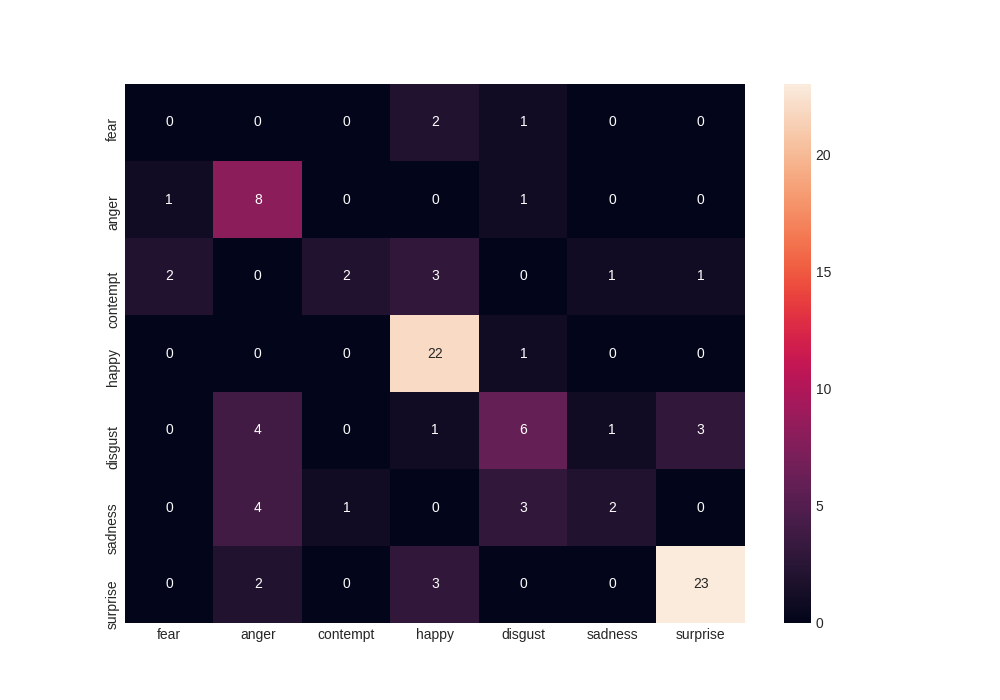 fear 0 0 0 2 1 0 0
anger 1 8 0 0 1 0 0
contempt 2 0 2 3 0 1 1
happy 0 0 0 22 1 0 0
disgust 0 4 0 1 6 1 3
sadness 0 4 1 0 3 2 0
surprise 0 2 0 3 0 0 23
fear anger contempt happy disgust sadness surprise
20
15
10
5
0